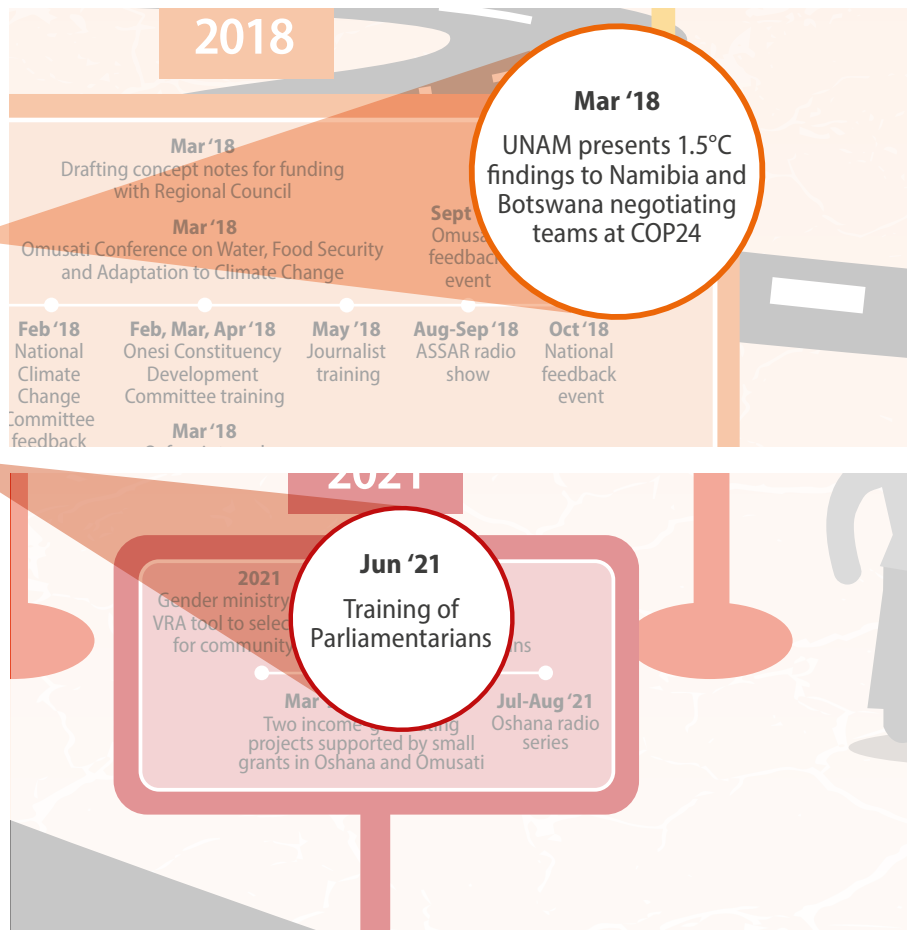 2018
Mar ‘18
UNAM presents 1.5°C
findings to Namibia and
Botswana negotiating
teams at COP24
Mar ‘18
Drafting concept notes for funding
with Regional Council
Mar ‘18
Omusati Conference on Water, Food Security
and Adaptation to Climate Change
Sept
feedback
event
Feb ‘18
National
Climate
Change
Committee
feedback
Feb, Mar, Apr ‘18
Onesi Constituency
Development
Committee training
Mar ‘18
May ‘18
Journalist
training
Aug-Sep ‘18
ASSAR radio
show
Oct ‘18
National
feedback
event
2021
Jun ‘21
Training of
Parliamentarians
2021
Gender ministry
VRA tool to select
for community
Mar
Two income
projects supported by small
grants in Oshana and Omusati
Jul-Aug ‘21
Oshana radio
series